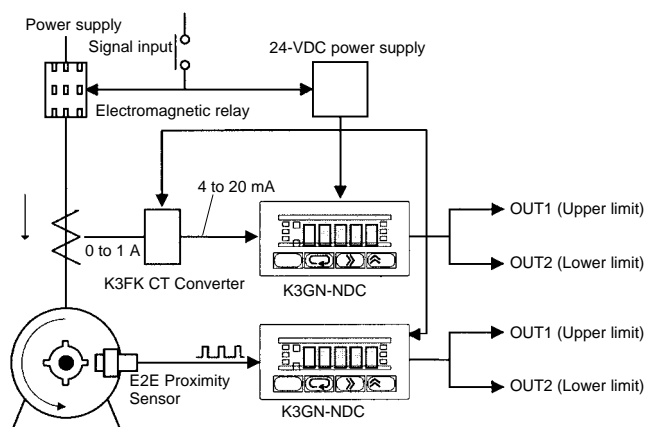 Power supply
Signal input
24-VDC power supply
Electromagnetic relay
4 to 20 mA
0 to 1 A
K3FK CT Converter
K3GN-NDC
OUT1 (Upper limit)
OUT2 (Lower limit)
E2E Proximity
Sensor
K3GN-NDC
OUT1 (Upper limit)
OUT2 (Lower limit)